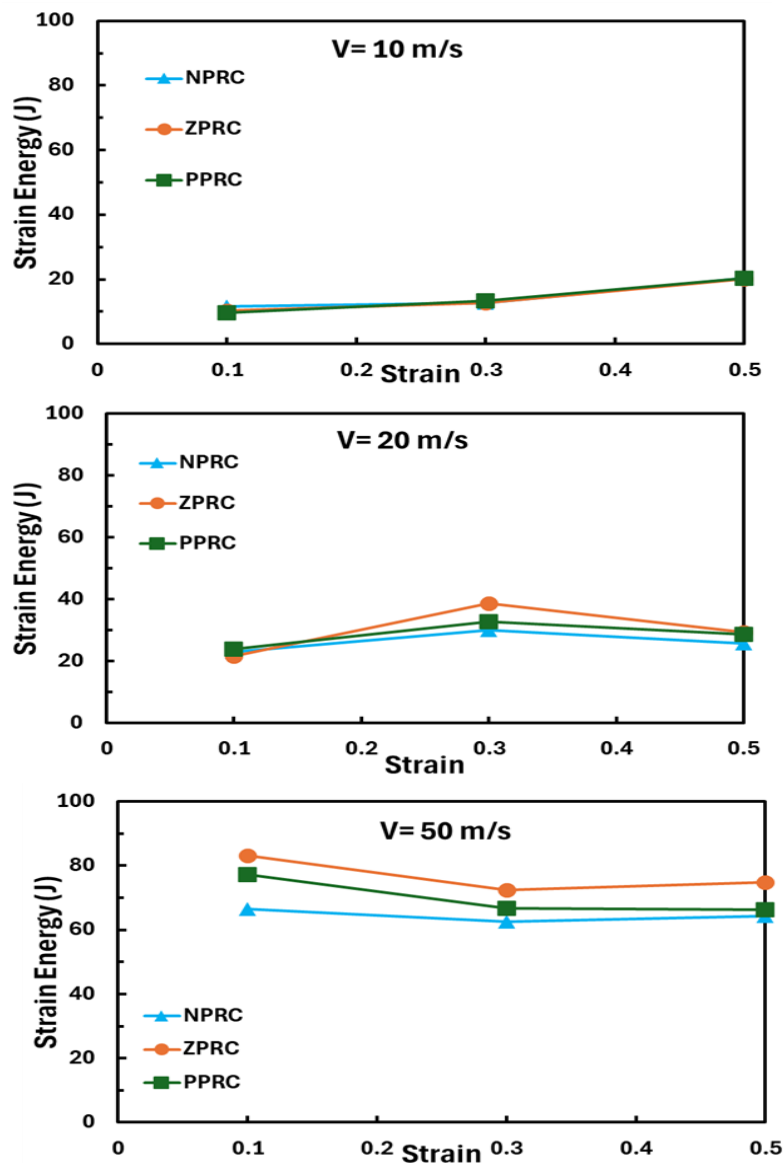 100
V= 10 m/s
NPRC
80
ZPRC
60
PPRC
40
20
0
Strain Energy (J)
0 0.1 0.2 0.3 0.4 0.5
Strain
100
V= 20 m/s
NPRC
80
ZPRC
60
PPRC
40
20
0
Strain Energy (J)
0 0.1 0.2 0.3 0.4 0.5
Strain
100
V= 50 m/s
80
60
40
NPRC
ZPRC
20
PPRC
0
Strain Energy (J)
0 0.1 0.2 0.3 0.4 0.5
Strain